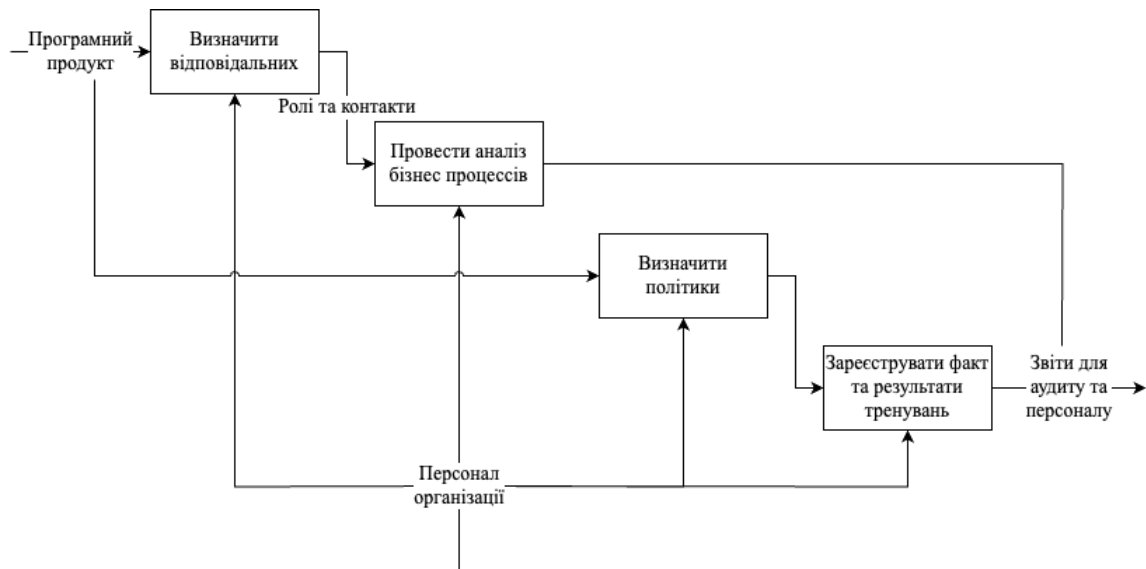 Програмний
продукт
Визначити
відповідальних
Ролі та контакти
Провести аналіз
бізнес процессів
Визначити
політики
Зареєструвати факт
та результати
тренувань
Звіти для
аудиту та
персоналу
Персонал
організації